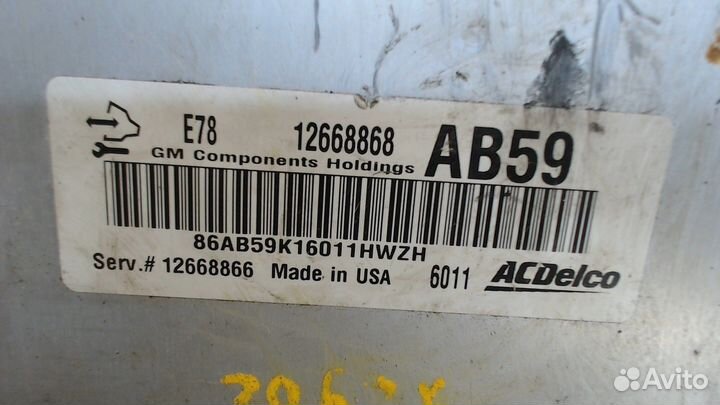 E78 12668868 AB59
GM Components Holdings
86AB59K16011HWZH
Serv.# 12668866 Made in USA 6011 ACDelco
Avito